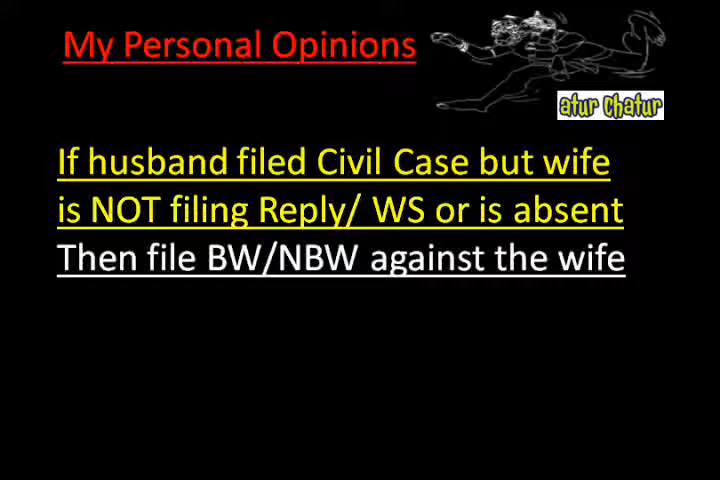 My Personal Opinions
atur chatur
If husband filed Civil Case but wife
is NOT filing Reply/ WS or is absent
Then file BW/NBW against the wife